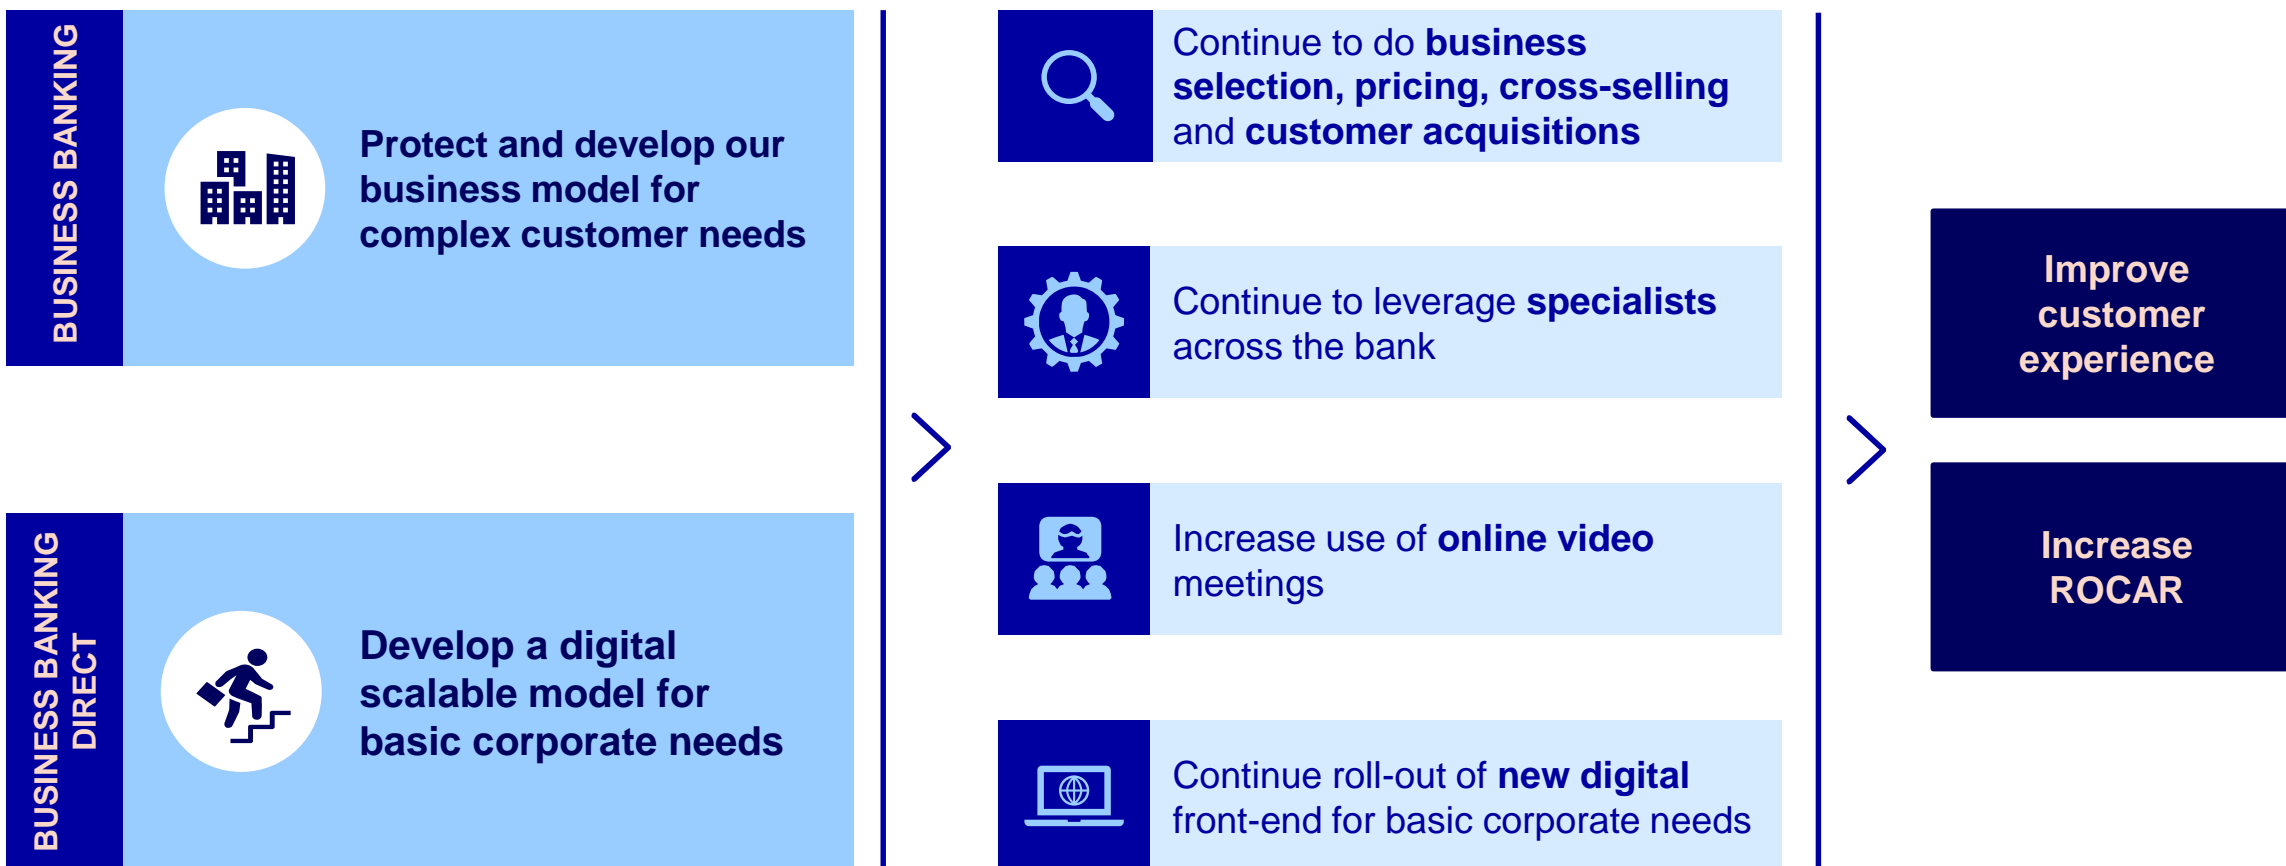 BUSINESS BANKING
Protect and develop our
business model for
complex customer needs
BUSINESS BANKING
DIRECT
Develop a digital
scalable model for
basic corporate needs
Continue to do business
selection, pricing, cross-selling
and customer acquisitions
Continue to leverage specialists
across the bank
Increase use of online video
meetings
Continue roll-out of new digital
front-end for basic corporate needs
Improve
customer
experience
Increase
ROCAR